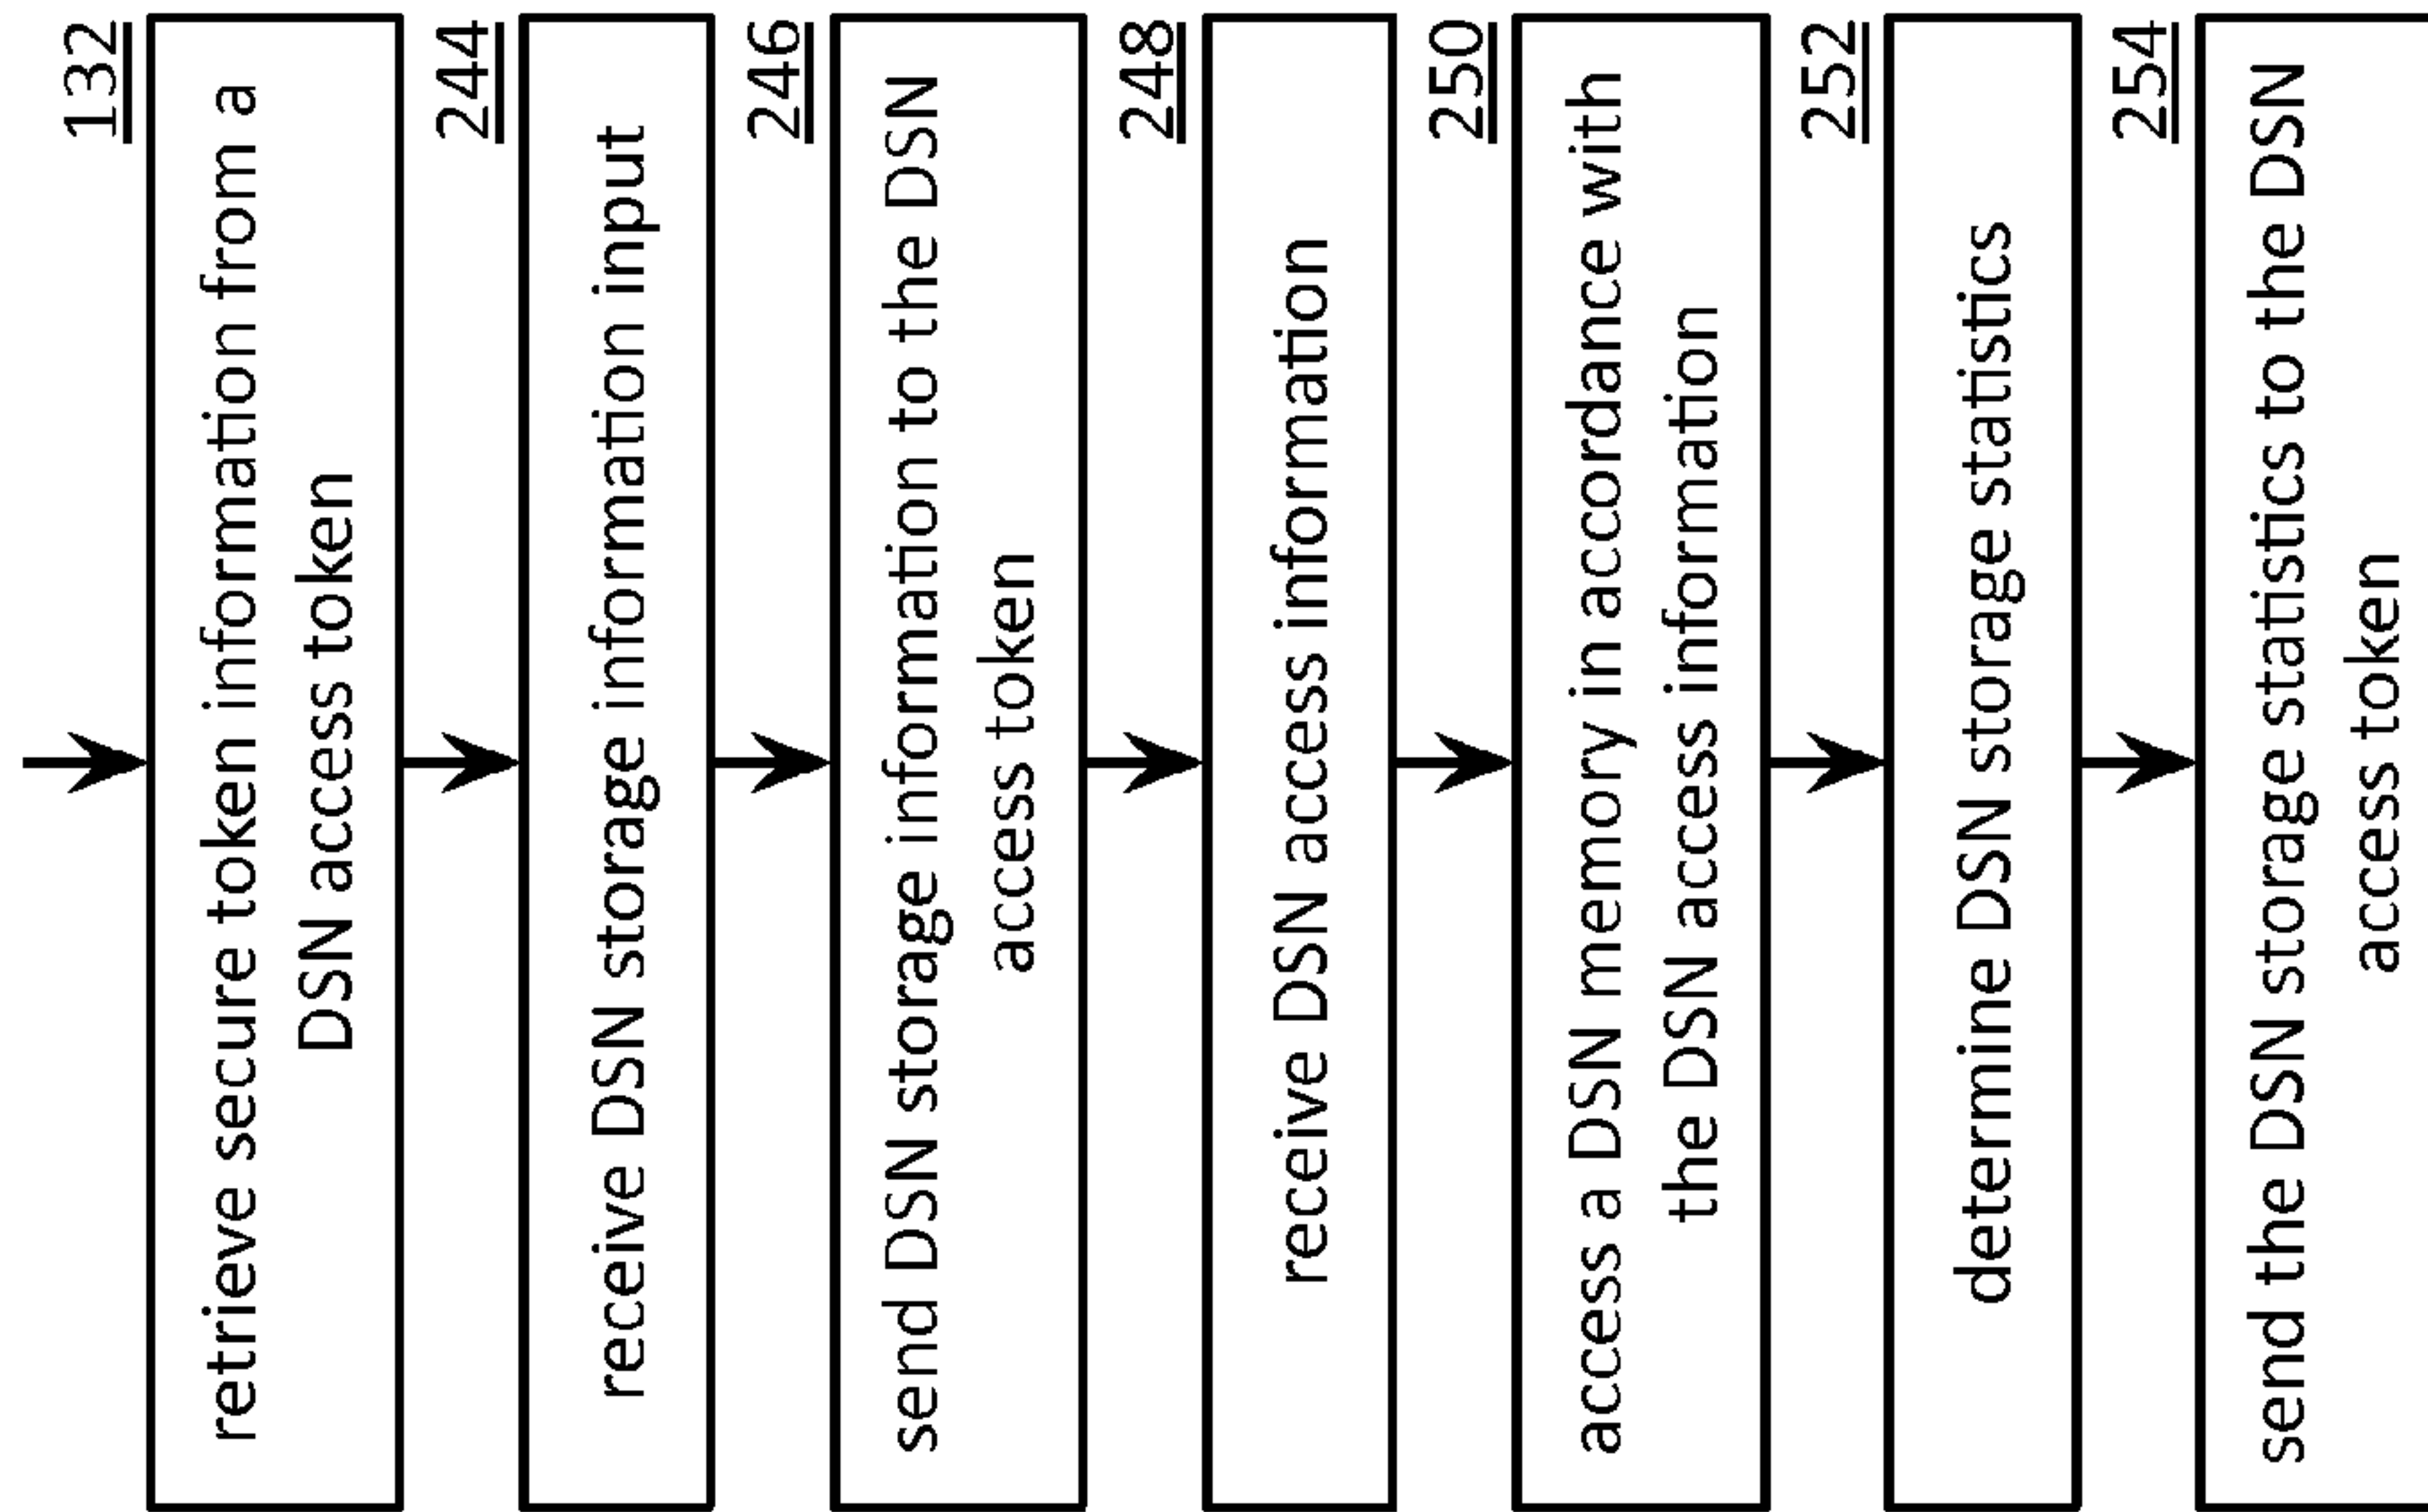 132
retrieve secure token information from a
DSN access token
244
receive DSN storage information input
246
send DSN storage information to the DSN
access token
248
receive DSN access information
250
access a DSN memory in accordance with
the DSN access information
252
determine DSN storage statistics
254
send the DSN storage statistics to the DSN
access token